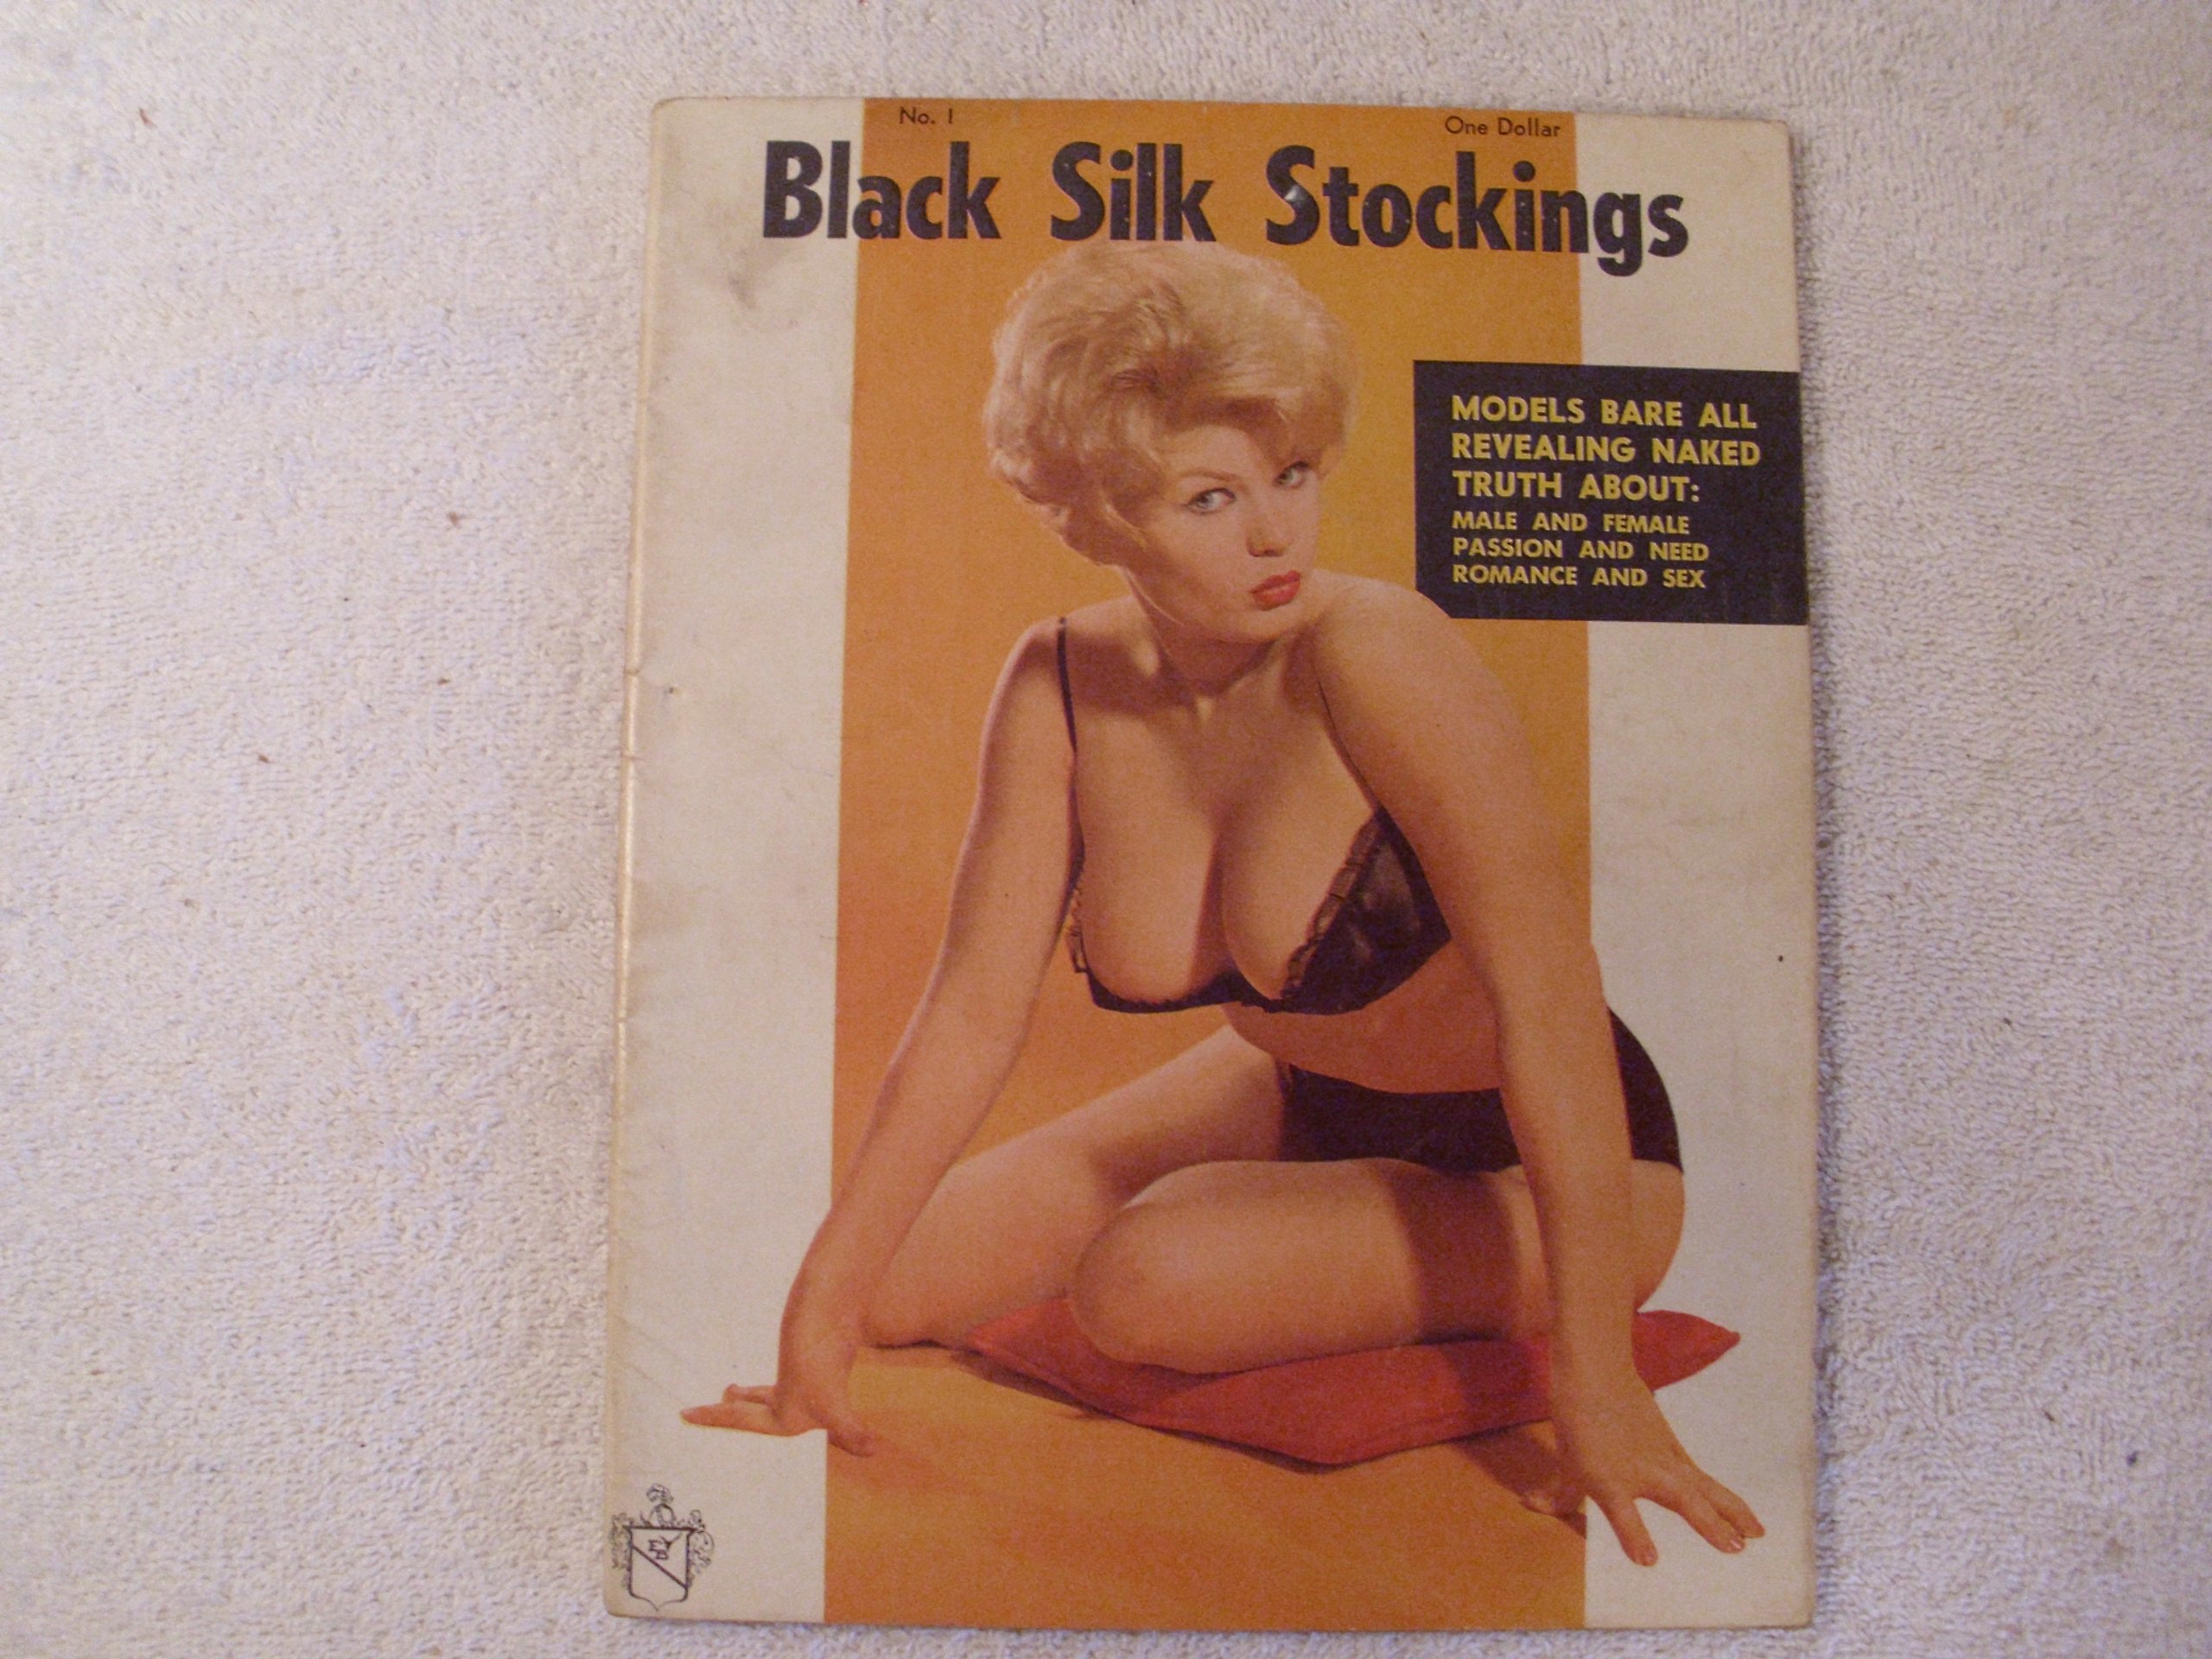 No. 1
One Dollar
Black Silk Stockings
MODELS BARE ALL
REVEALING NAKED
TRUTH ABOUT:
MALE AND FEMALE
PASSION AND NEED
ROMANCE AND SEX